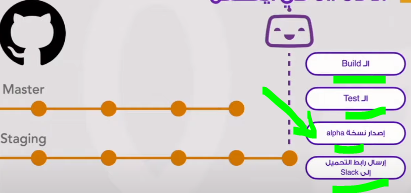 Master
Staging
الـ Build
الـ Test
إصدار نسخة alpha
إرسال رابط التحميل
إلى Slack